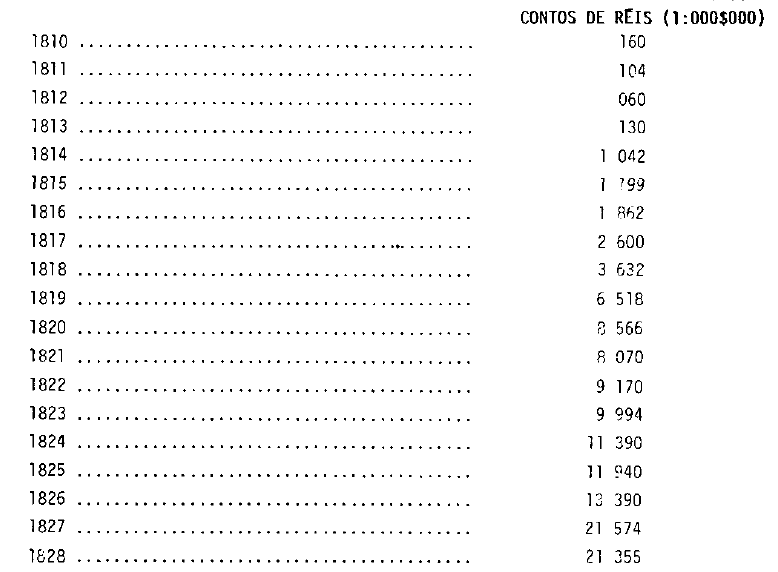 CONTOS DE RÉIS (1:000$000)
1810 ................................................ 160
1811 ................................................ 104
1812 ................................................ 060
1813 ................................................ 130
1814 ................................................ 1 042
1815 ................................................ 1 199
1816 ................................................ 1 862
1817 ................................................ 2 600
1818 ................................................ 3 632
1819 ................................................ 6 518
1820 ................................................ 8 566
1821 ................................................ 8 070
1822 ................................................ 9 170
1823 ................................................ 9 994
1824 ................................................ 11 390
1825 ................................................ 11 940
1826 ................................................ 13 390
1827 ................................................ 21 574
1828 ................................................ 21 355